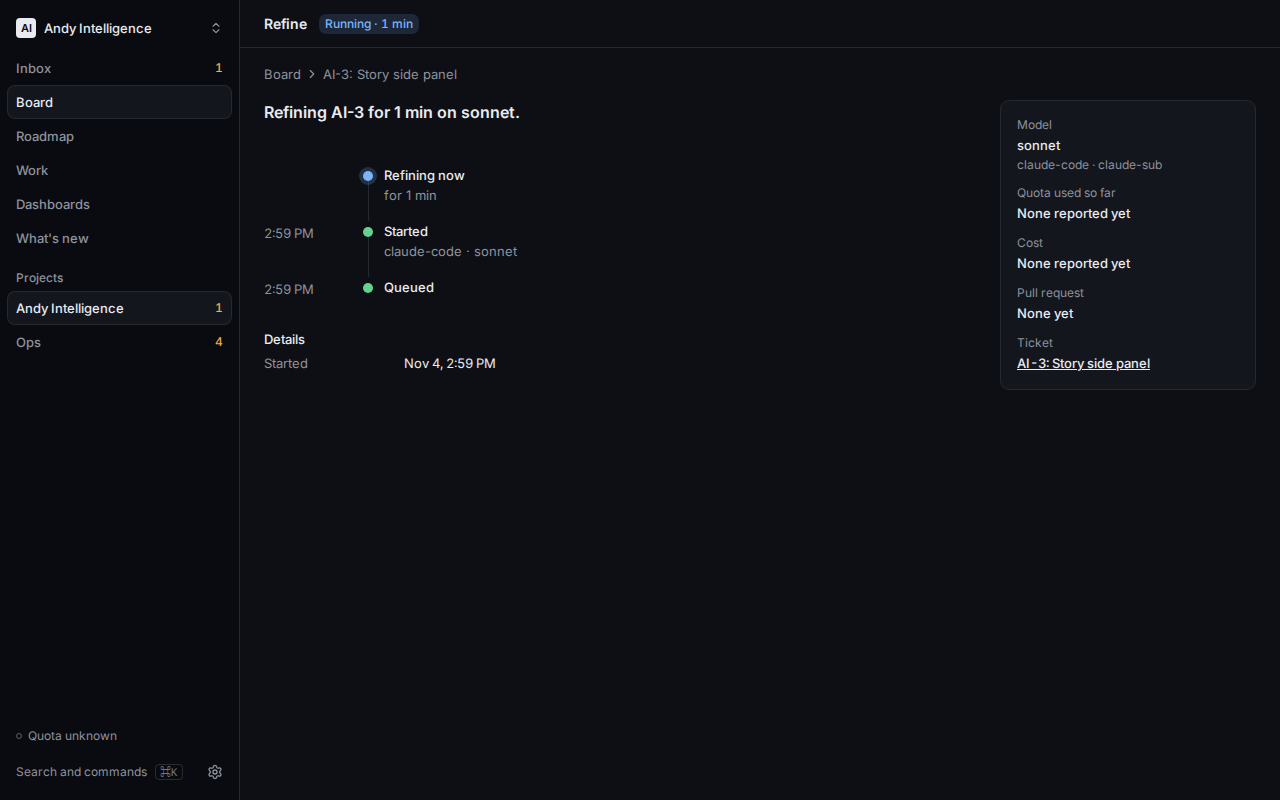 AI Andy Intelligence
Inbox 1
Board
Roadmap
Work
Dashboards
What's new
Projects
Andy Intelligence 1
Ops 4
Quota unknown
Search and commands ⌘K
Refine Running · 1 min
Board > AI-3: Story side panel
Refining AI-3 for 1 min on sonnet.
Refining now
for 1 min
2:59 PM Started
claude-code · sonnet
2:59 PM Queued
Details
Started Nov 4, 2:59 PM
Model
sonnet
claude-code · claude-sub
Quota used so far
None reported yet
Cost
None reported yet
Pull request
None yet
Ticket
AI-3: Story side panel